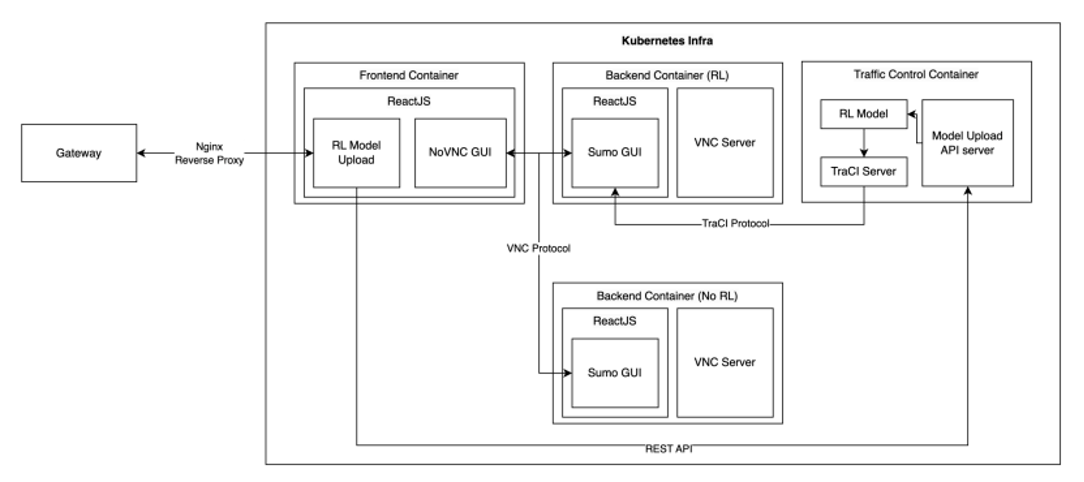 Kubernetes Infra
Frontend Container
ReactJS
RL Model
Upload
NoVNC GUI
Backend Container (RL)
ReactJS
Sumo GUI
VNC Server
Traffic Control Container
RL Model
TraCI Server
Model Upload
API server
Gateway
Nginx
Reverse Proxy
TraCI Protocol
VNC Protocol
Backend Container (No RL)
ReactJS
Sumo GUI
VNC Server
REST API